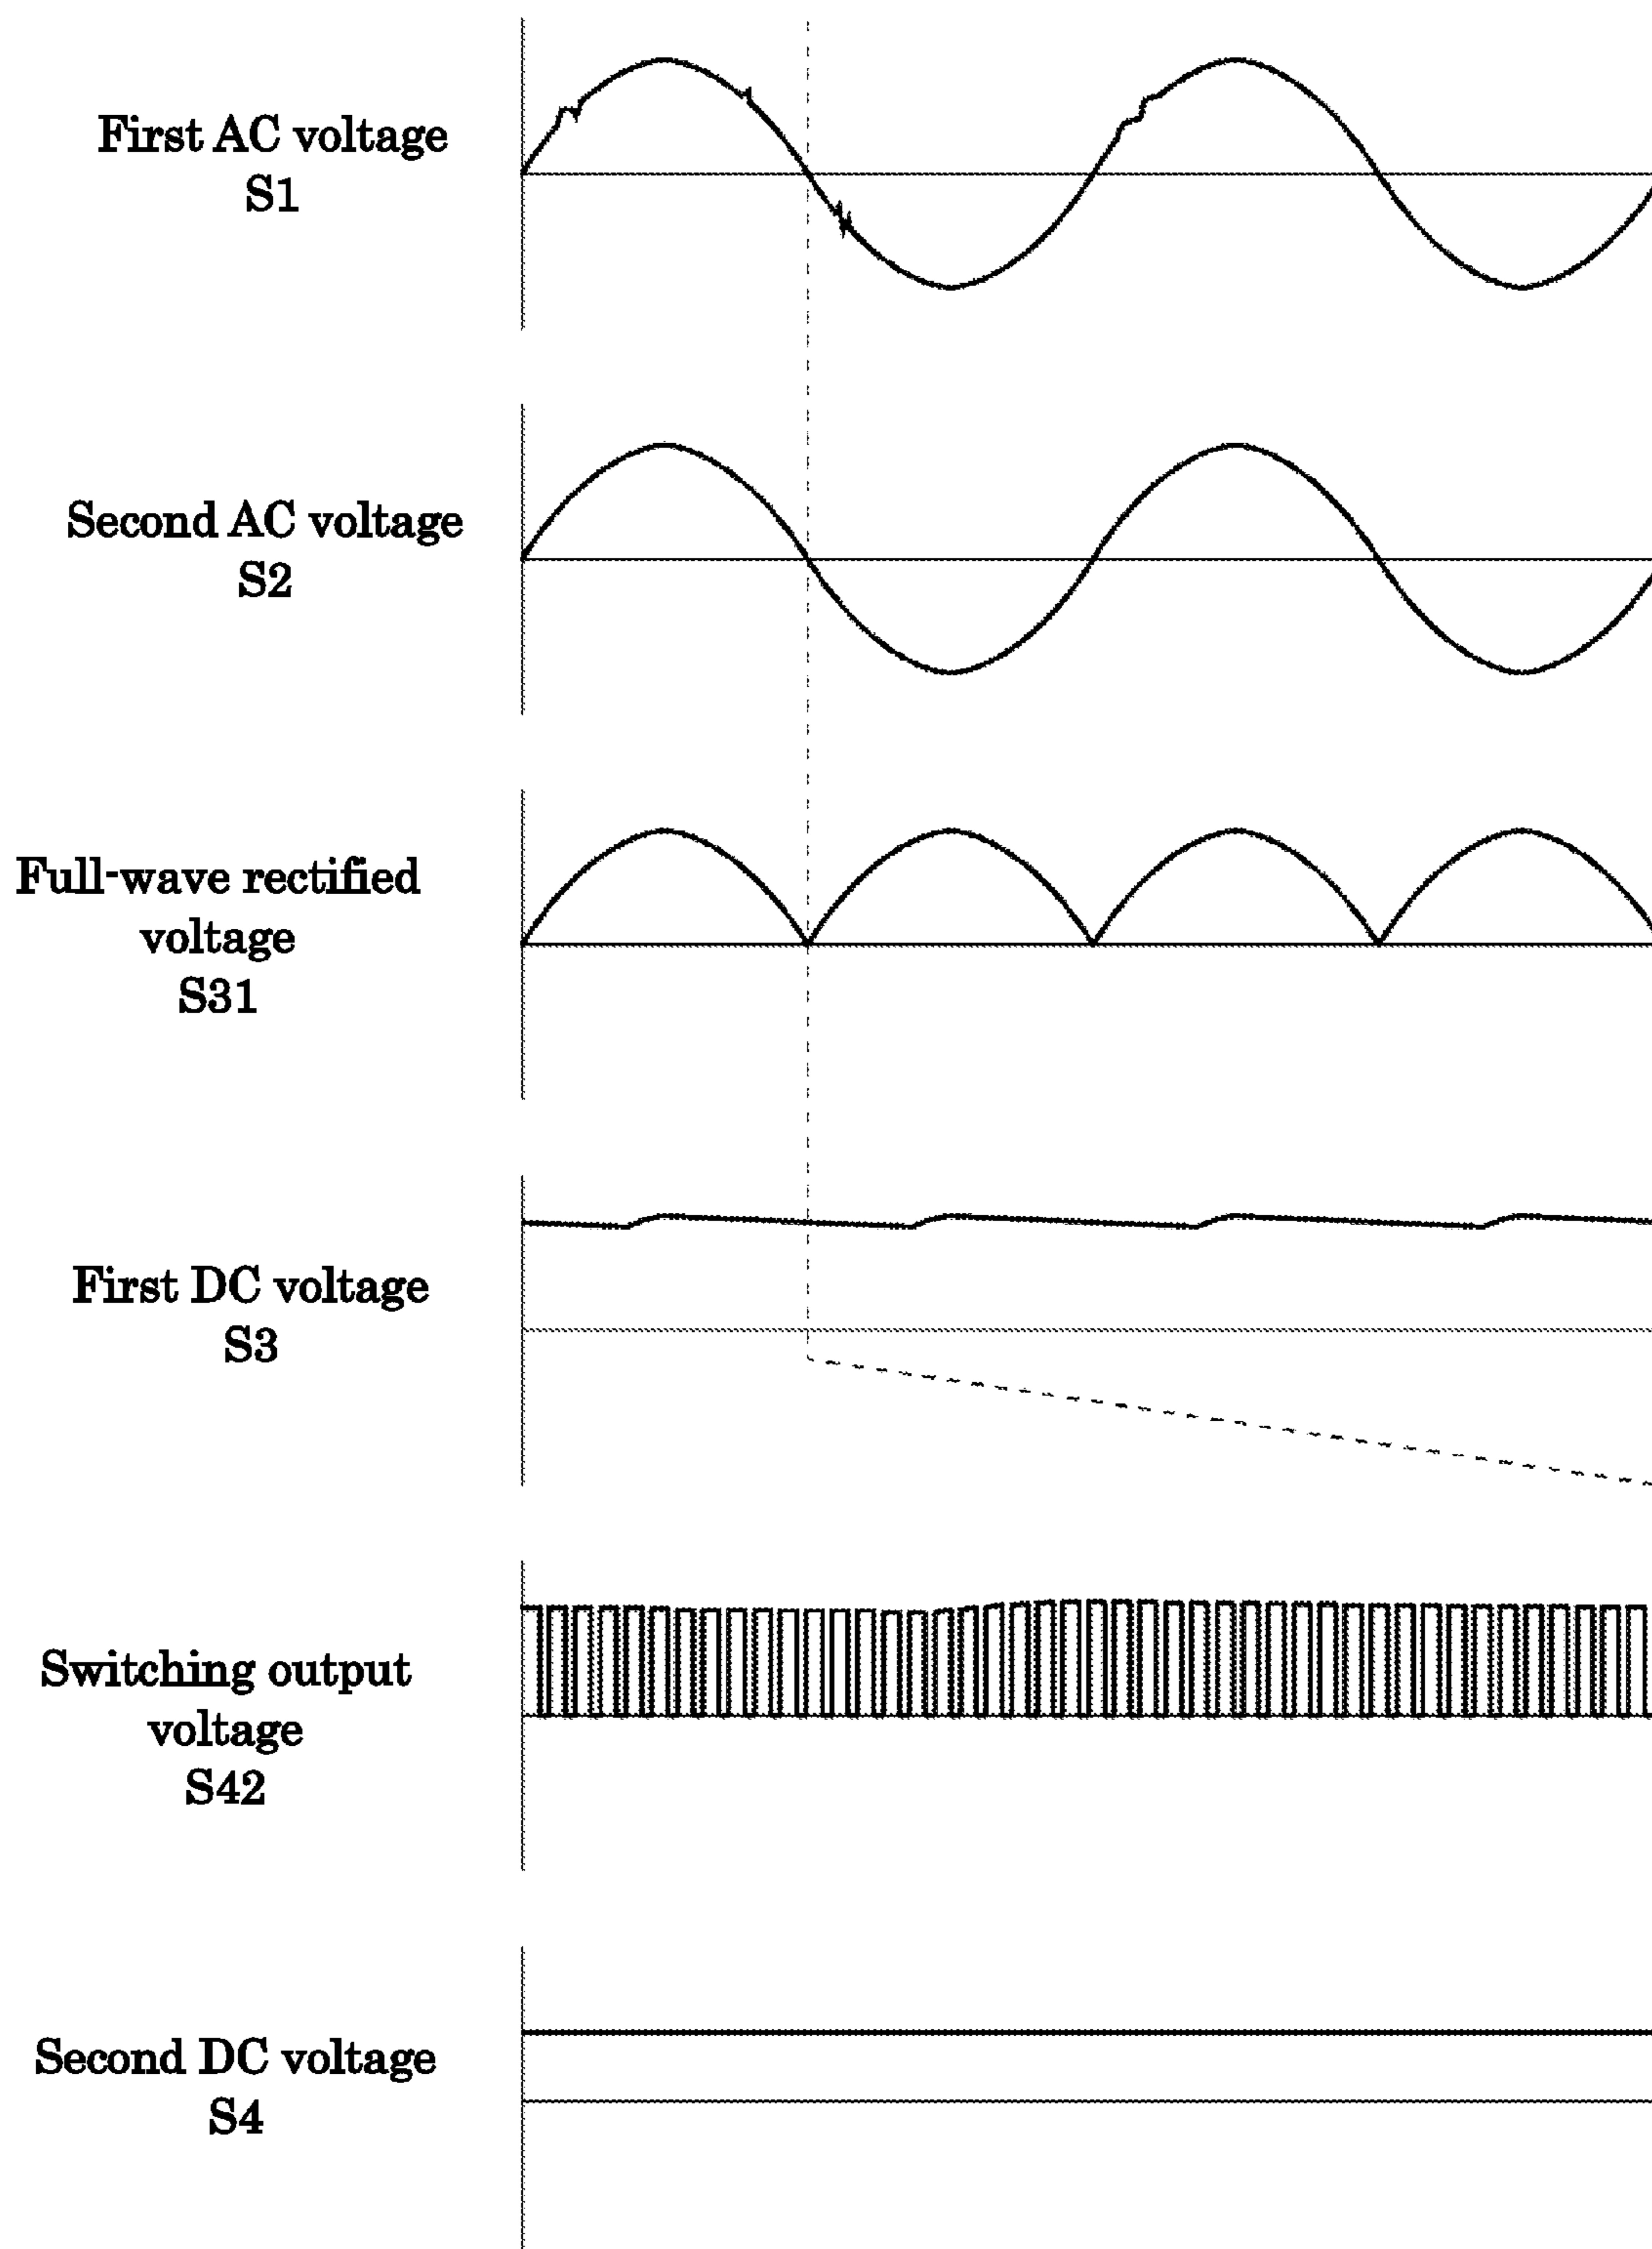 First AC voltage
S1
Second AC voltage
S2
Full-wave rectified
voltage
S31
First DC voltage
S3
Switching output
voltage
S42
Second DC voltage
S4